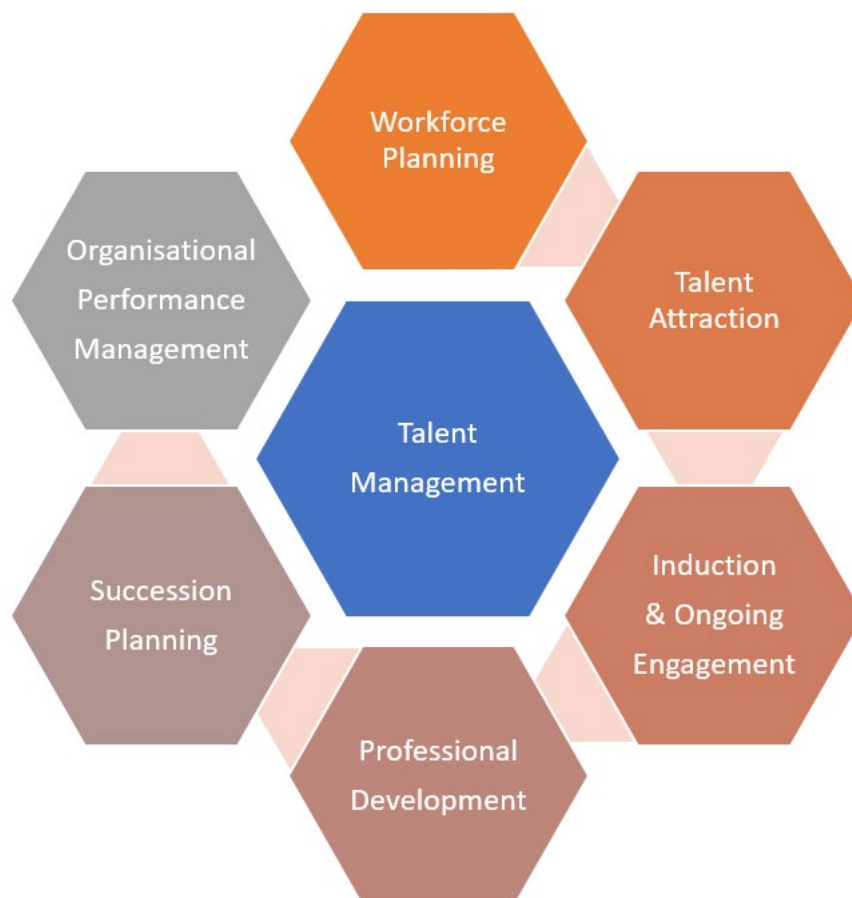 Workforce
Planning
Talent
Attraction
Induction
& Ongoing
Engagement
Professional
Development
Succession
Planning
Organisational
Performance
Management
Talent
Management